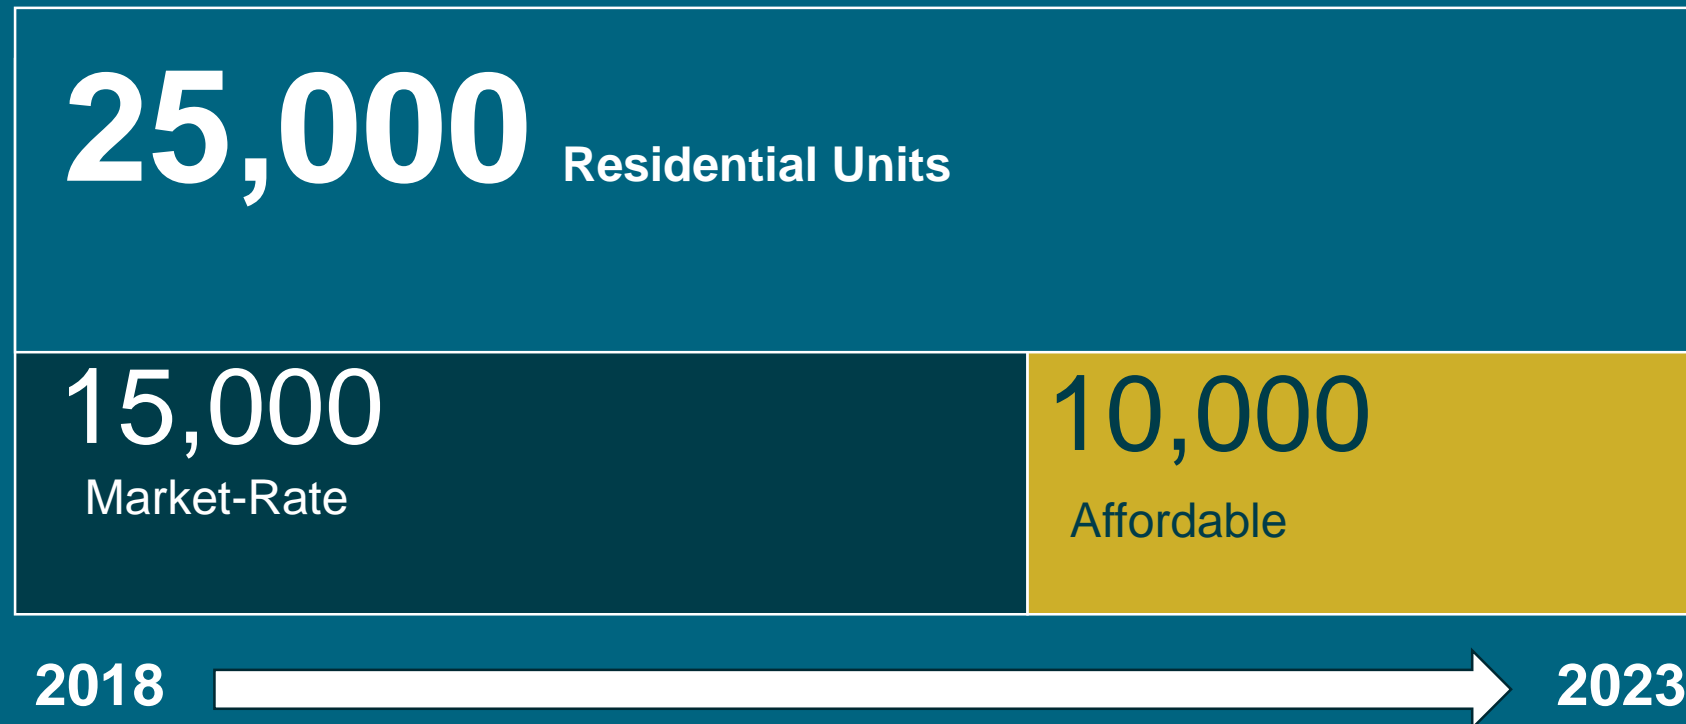 25,000 Residential Units
15,000
Market-Rate
10,000
Affordable
2018
2023